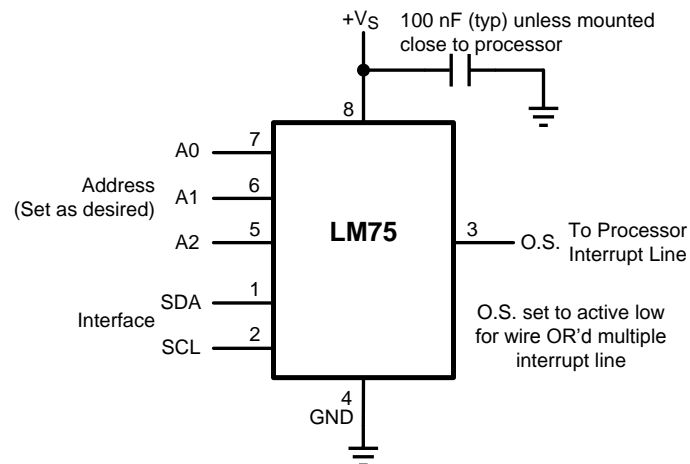 +VS
100 nF (typ) unless mounted
close to processor
8
A0
7
Address
(Set as desired)
A1
6
A2
5
LM75
3
O.S.
To Processor
Interrupt Line
SDA
1
Interface
SCL
2
O.S. set to active low
for wire OR’d multiple
interrupt line
4
GND